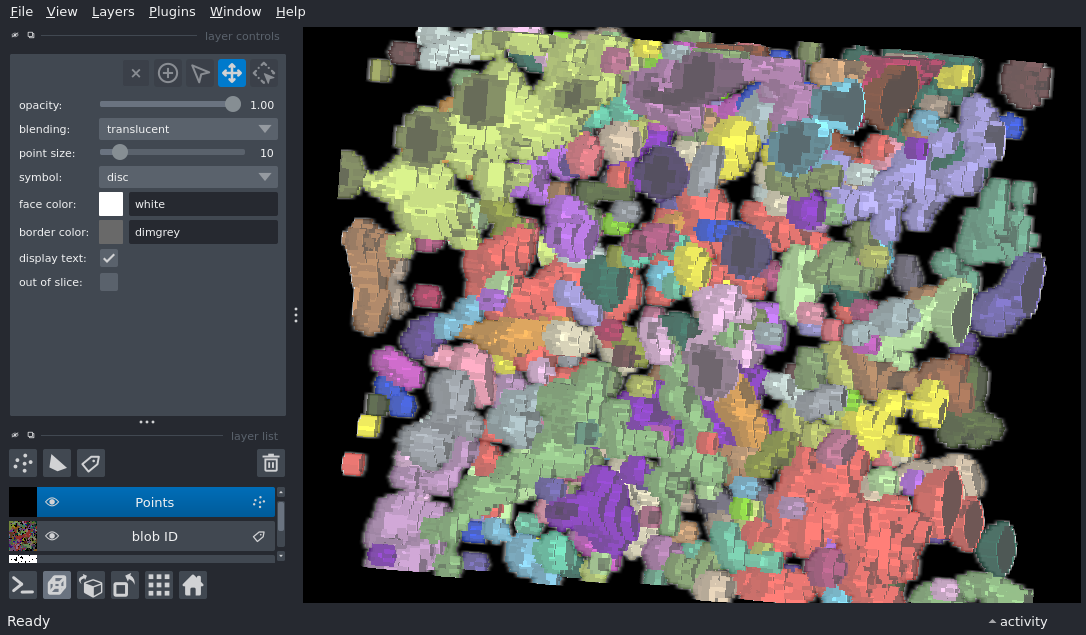 File View Layers Plugins Window Help
layer controls
opacity: 1.00
blending: translucent
point size: 10
symbol: disc
face color: white
border color: dimgrey
display text:
out of slice:
layer list
Points
blob ID
Ready
activity